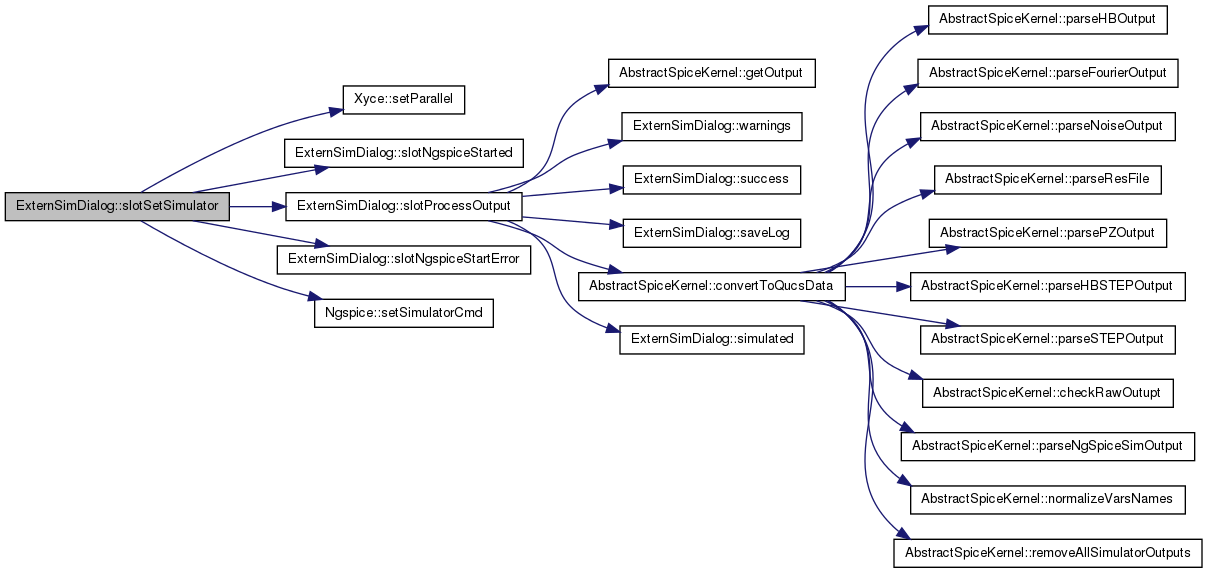 ExternSimDialog::slotSetSimulator
Xyce::setParallel
ExternSimDialog::slotNgspiceStarted
ExternSimDialog::slotProcessOutput
ExternSimDialog::slotNgspiceStartError
Ngspice::setSimulatorCmd
AbstractSpiceKernel::getOutput
ExternSimDialog::warnings
ExternSimDialog::success
ExternSimDialog::saveLog
AbstractSpiceKernel::convertToQucsData
ExternSimDialog::simulated
AbstractSpiceKernel::parseHBOutput
AbstractSpiceKernel::parseFourierOutput
AbstractSpiceKernel::parseNoiseOutput
AbstractSpiceKernel::parseResFile
AbstractSpiceKernel::parsePZOutput
AbstractSpiceKernel::parseHBSTEPOutput
AbstractSpiceKernel::parseSTEPOutput
AbstractSpiceKernel::checkRawOutupt
AbstractSpiceKernel::parseNgSpiceSimOutput
AbstractSpiceKernel::normalizeVarsNames
AbstractSpiceKernel::removeAllSimulatorOutputs